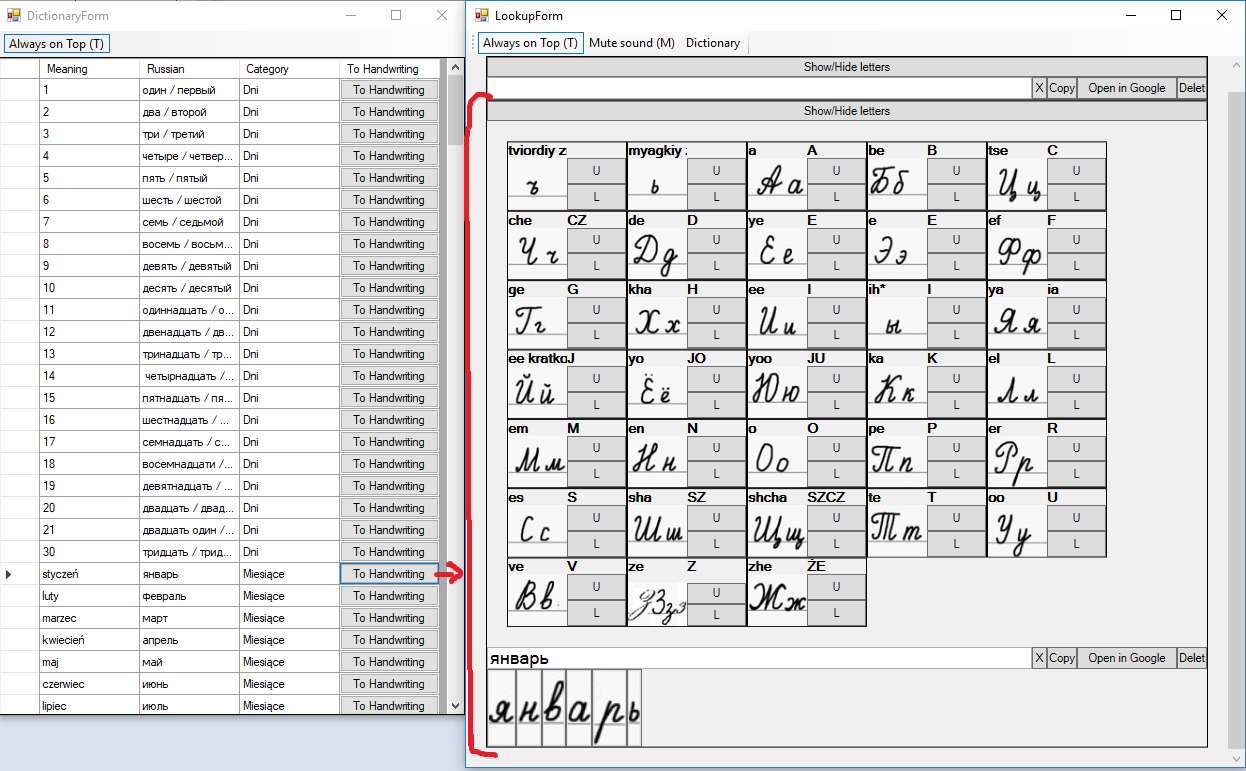 DictionaryForm
Always on Top (T)
Meaning Russian Category To Handwriting
1 один / первый Dni To Handwriting
2 два / второй Dni To Handwriting
3 три / третий Dni To Handwriting
4 четыре / четвер... Dni To Handwriting
5 пять / пятый Dni To Handwriting
6 шесть / шестой Dni To Handwriting
7 семь / седьмой Dni To Handwriting
8 восемь / восьм... Dni To Handwriting
9 девять / девятый Dni To Handwriting
10 десять / десятый Dni To Handwriting
11 одиннадцать / о... Dni To Handwriting
12 двенадцать / дв... Dni To Handwriting
13 тринадцать / тр... Dni To Handwriting
14 четырнадцать /... Dni To Handwriting
15 пятнадцать / пя... Dni To Handwriting
16 шестнадцать / ... Dni To Handwriting
17 семнадцать / с... Dni To Handwriting
18 восемнадцати /... Dni To Handwriting
19 девятнадцать / ... Dni To Handwriting
20 двадцать / двад... Dni To Handwriting
21 двадцать один /... Dni To Handwriting
30 тридцать / трид... Dni To Handwriting
styczeń январь Miesiące To Handwriting
luty февраль Miesiące To Handwriting
marzec март Miesiące To Handwriting
kwiecień апрель Miesiące To Handwriting
maj май Miesiące To Handwriting
czerwiec июнь Miesiące To Handwriting
lipiec июль Miesiące To Handwriting
LookupForm
Always on Top (T) Mute sound (M) Dictionary
Show/Hide letters
X Copy Open in Google Delet
Show/Hide letters
tviordiy z myagkiy a A be B tse C
ъ U ь U Аа U Бб U Цц U
L L L L L
che CZ de D ye E e E ef F
Чч U Дд U Ее U Ээ U Фф U
L L L L L
ge G kha H ee I ih* I ya ia
Гг U Хх U Ии U ы U Яя U
L L L L L
ee kratko J yo JO yoo JU ka K el L
Йй U Ёё U Юю U Кк U Лл U
L L L L L
em M en N o O pe P er R
Мм U Нн U Оо U Пп U Рр U
L L L L L
es S sha SZ shcha SZCZ te T oo U
Сс U Шш U Щщ U Тт U Уу U
L L L L L
ve V ze Z zhe ŻE
Вв U ЗЗзз U Жж U
L L L
январь X Copy Open in Google Delet
январь